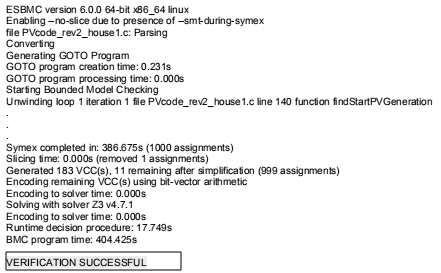 ESBMC version 6.0.0 64-bit x86_64 linux
Enabling --no-slice due to presence of --smt-during-symex
file PVcode_rev2_house1.c: Parsing
Converting
Generating GOTO Program
GOTO program creation time: 0.231s
GOTO program processing time: 0.000s
Starting Bounded Model Checking
Unwinding loop 1 iteration 1 file PVcode_rev2_house1.c line 140 function findStartPVGeneration
.
.
.
Symex completed in: 386.675s (1000 assignments)
Slicing time: 0.000s (removed 1 assignments)
Generated 183 VCC(s), 11 remaining after simplification (999 assignments)
Encoding remaining VCC(s) using bit-vector arithmetic
Encoding to solver time: 0.000s
Solving with solver Z3 v4.7.1
Encoding to solver time: 0.000s
Runtime decision procedure: 17.749s
BMC program time: 404.425s
VERIFICATION SUCCESSFUL